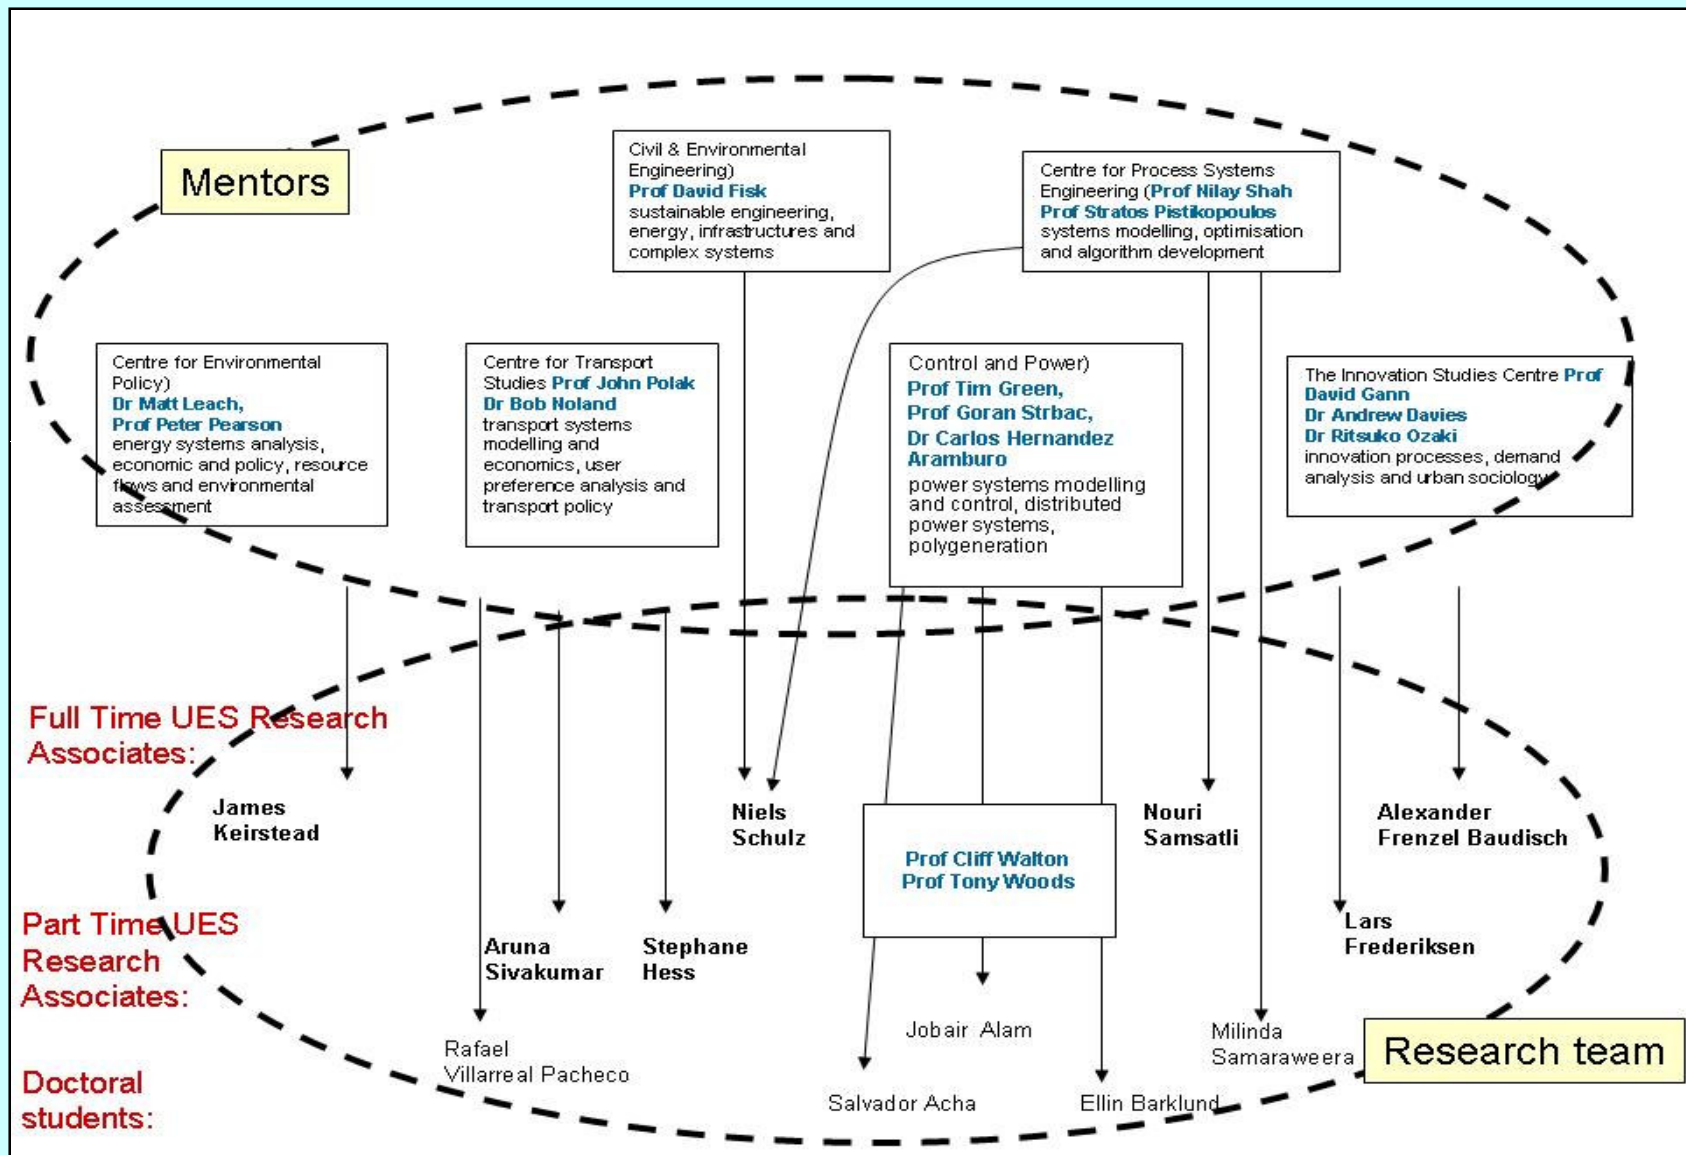 Mentors
Civil & Environmental
Engineering)
Prof David Fisk
sustainable engineering,
energy, infrastructures and
complex systems
Centre for Process Systems
Engineering (Prof Nilay Shah
Prof Stratos Pistikopoulos
systems modelling, optimisation
and algorithm development
Centre for Environmental
Policy)
Dr Matt Leach,
Prof Peter Pearson
energy systems analysis,
economic and policy, resource
flows and environmental
assessment
Centre for Transport
Studies Prof John Polak
Dr Bob Noland
transport systems
modelling and
economics, user
preference analysis and
transport policy
Control and Power)
Prof Tim Green,
Prof Goran Strbac,
Dr Carlos Hernandez
Aramburo
power systems modelling
and control, distributed
power systems,
polygeneration
The Innovation Studies Centre Prof
David Gann
Dr Andrew Davies
Dr Ritsuko Ozaki
innovation processes, demand
analysis and urban sociology
Full Time UES Research
Associates:
James
Keirstead
Niels
Schulz
Nouri
Samsatli
Alexander
Frenzel Baudisch
Prof Cliff Walton
Prof Tony Woods
Part Time UES
Research
Associates:
Aruna
Sivakumar
Stephane
Hess
Lars
Frederiksen
Doctoral
students:
Rafael
Villarreal Pacheco
Jobair Alam
Salvador Acha
Ellin Barklund
Milinda
Samaraweera
Research team